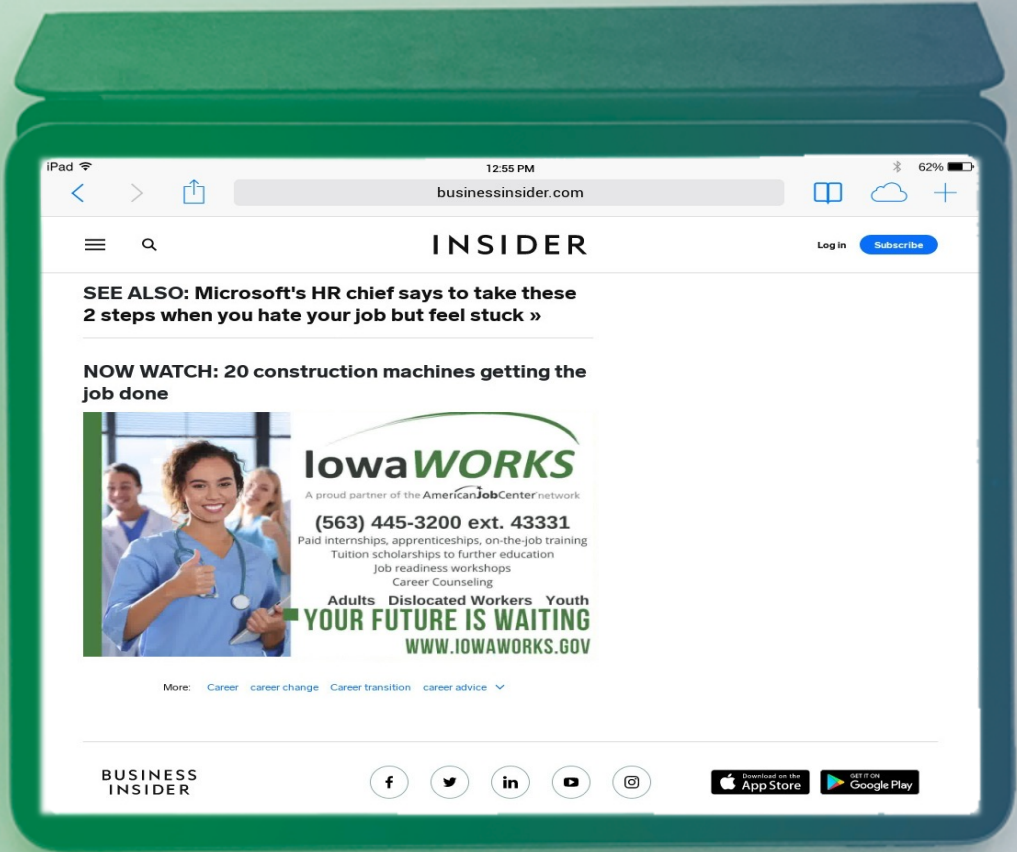 iPad
12:55 PM
62%
businessinsider.com
INSIDER
Log in
Subscribe
SEE ALSO: Microsoft's HR chief says to take these
2 steps when you hate your job but feel stuck »
NOW WATCH: 20 construction machines getting the
job done
IowaWORKS
A proud partner of the AmericanJobCenter network
(563) 445-3200 ext. 43331
Paid internships, apprenticeships, on-the-job training
Tuition scholarships to further education
Job readiness workshops
Career Counseling
Adults Dislocated Workers Youth
YOUR FUTURE IS WAITING
WWW.IOWAWORKS.GOV
More: Career career change Career transition career advice
BUSINESS
INSIDER
f
in
Download on the
App Store
GET IT ON
Google Play